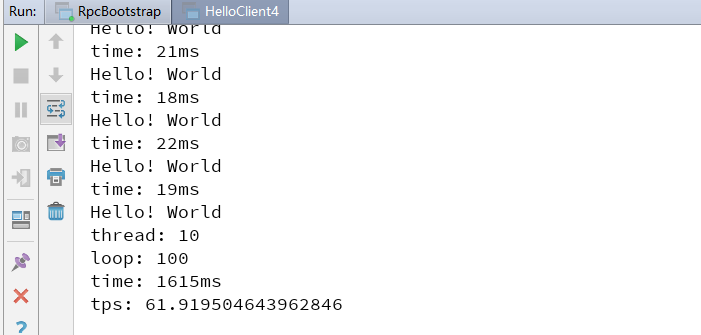 Run: RpcBootstrap HelloClient4
Hello! World
time: 21ms
Hello! World
time: 18ms
Hello! World
time: 22ms
Hello! World
time: 19ms
Hello! World
thread: 10
loop: 100
time: 1615ms
tps: 61.919504643962846
?